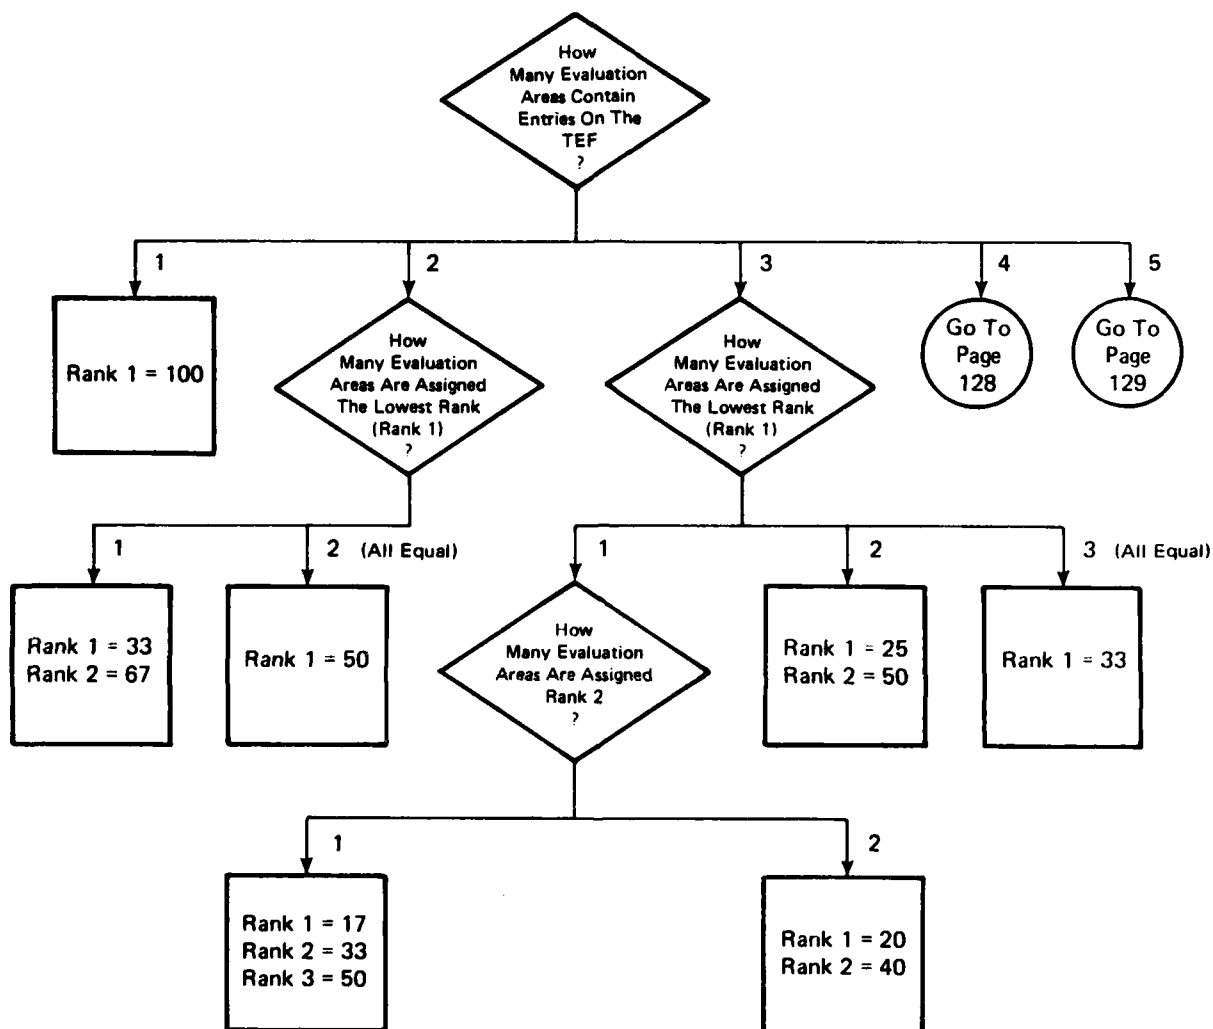 How
Many Evaluation
Areas Contain
Entries On The
TEF
?
1
2
3
4
5
Rank 1 = 100
How
Many Evaluation
Areas Are Assigned
The Lowest Rank
(Rank 1)
?
How
Many Evaluation
Areas Are Assigned
The Lowest Rank
(Rank 1)
?
Go To
Page
128
Go To
Page
129
1
2 (All Equal)
1
2
3 (All Equal)
Rank 1 = 33
Rank 2 = 67
Rank 1 = 50
How
Many Evaluation
Areas Are Assigned
Rank 2
?
Rank 1 = 25
Rank 2 = 50
Rank 1 = 33
1
2
Rank 1 = 17
Rank 2 = 33
Rank 3 = 50
Rank 1 = 20
Rank 2 = 40